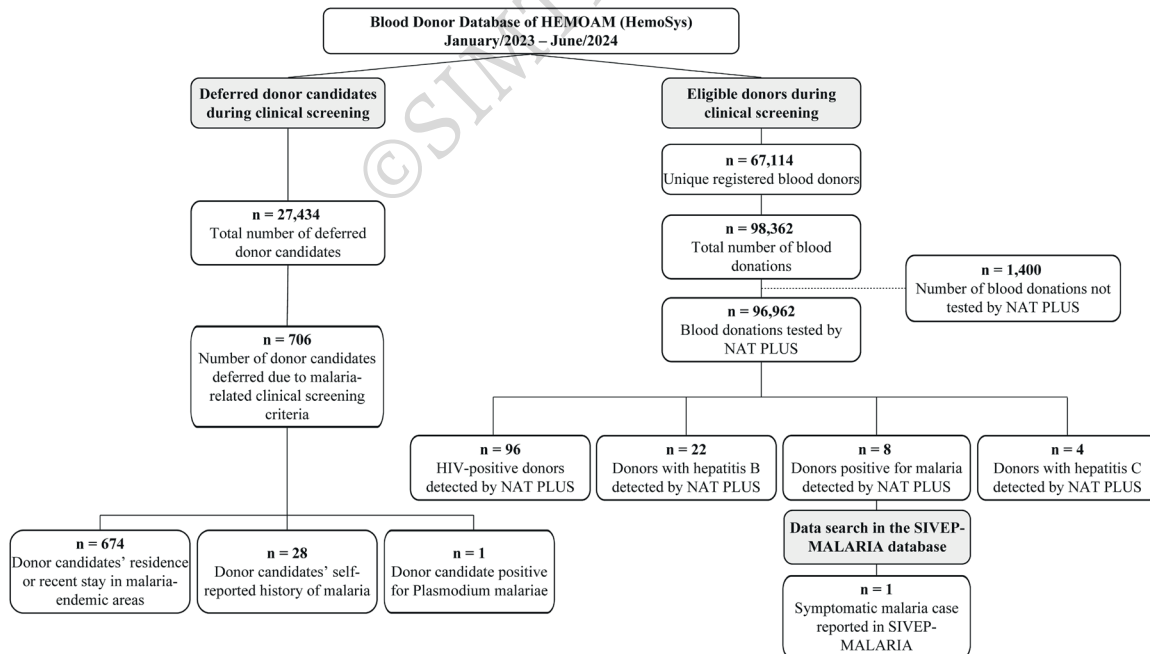 Blood Donor Database of HEMOAM (HemoSys)
January/2023 – June/2024
©SIMTI
Deferred donor candidates
during clinical screening
Eligible donors during
clinical screening
n = 67,114
Unique registered blood donors
n = 27,434
Total number of deferred
donor candidates
n = 98,362
Total number of blood
donations
n = 1,400
Number of blood donations not
tested by NAT PLUS
n = 96,962
Blood donations tested by
NAT PLUS
n = 706
Number of donor candidates
deferred due to malaria-
related clinical screening
criteria
n = 96
HIV-positive donors
detected by NAT PLUS
n = 22
Donors with hepatitis B
detected by NAT PLUS
n = 8
Donors positive for malaria
detected by NAT PLUS
n = 4
Donors with hepatitis C
detected by NAT PLUS
n = 674
Donor candidates’ residence
or recent stay in malaria-
endemic areas
n = 28
Donor candidates’ self-
reported history of malaria
n = 1
Donor candidate positive
for Plasmodium malariae
Data search in the SIVEP-
MALARIA database
n = 1
Symptomatic malaria case
reported in SIVEP-
MALARIA